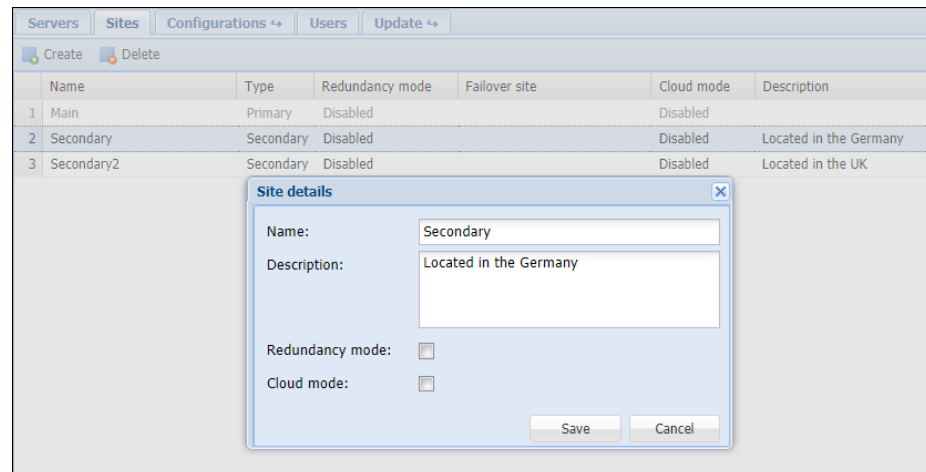 Servers Sites Configurations ↪ Users Update ↪
Create Delete
Name Type Redundancy mode Failover site Cloud mode Description
1 Main Primary Disabled Disabled
2 Secondary Secondary Disabled Disabled Located in the Germany
3 Secondary2 Secondary Disabled Disabled Located in the UK
Site details
Name: Secondary
Description: Located in the Germany
Redundancy mode:
Cloud mode:
Save Cancel